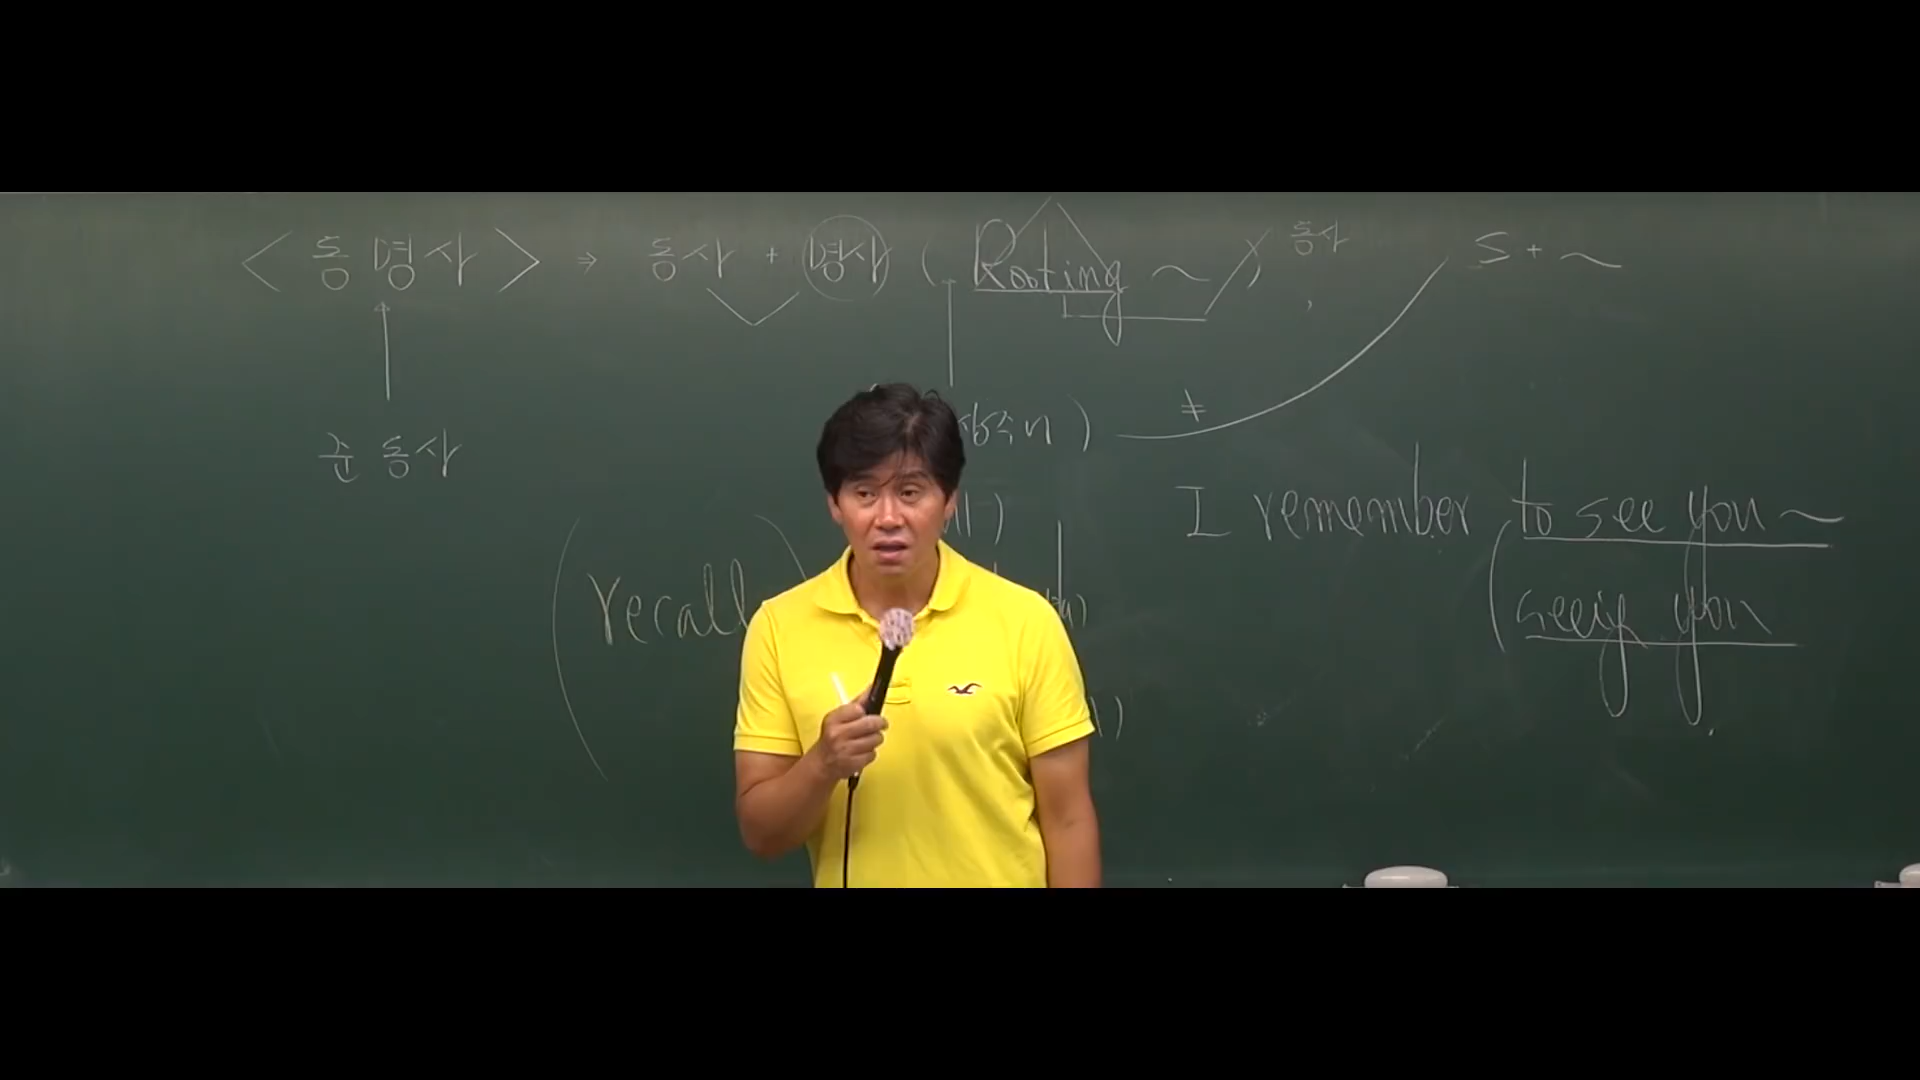 < 동명사 > ⇒ 동사 + 명사 ( Rooting ~ ) 동사 S + ~
준동사 ) ≠
I remember to see you ~
( recall ) ( seeig you